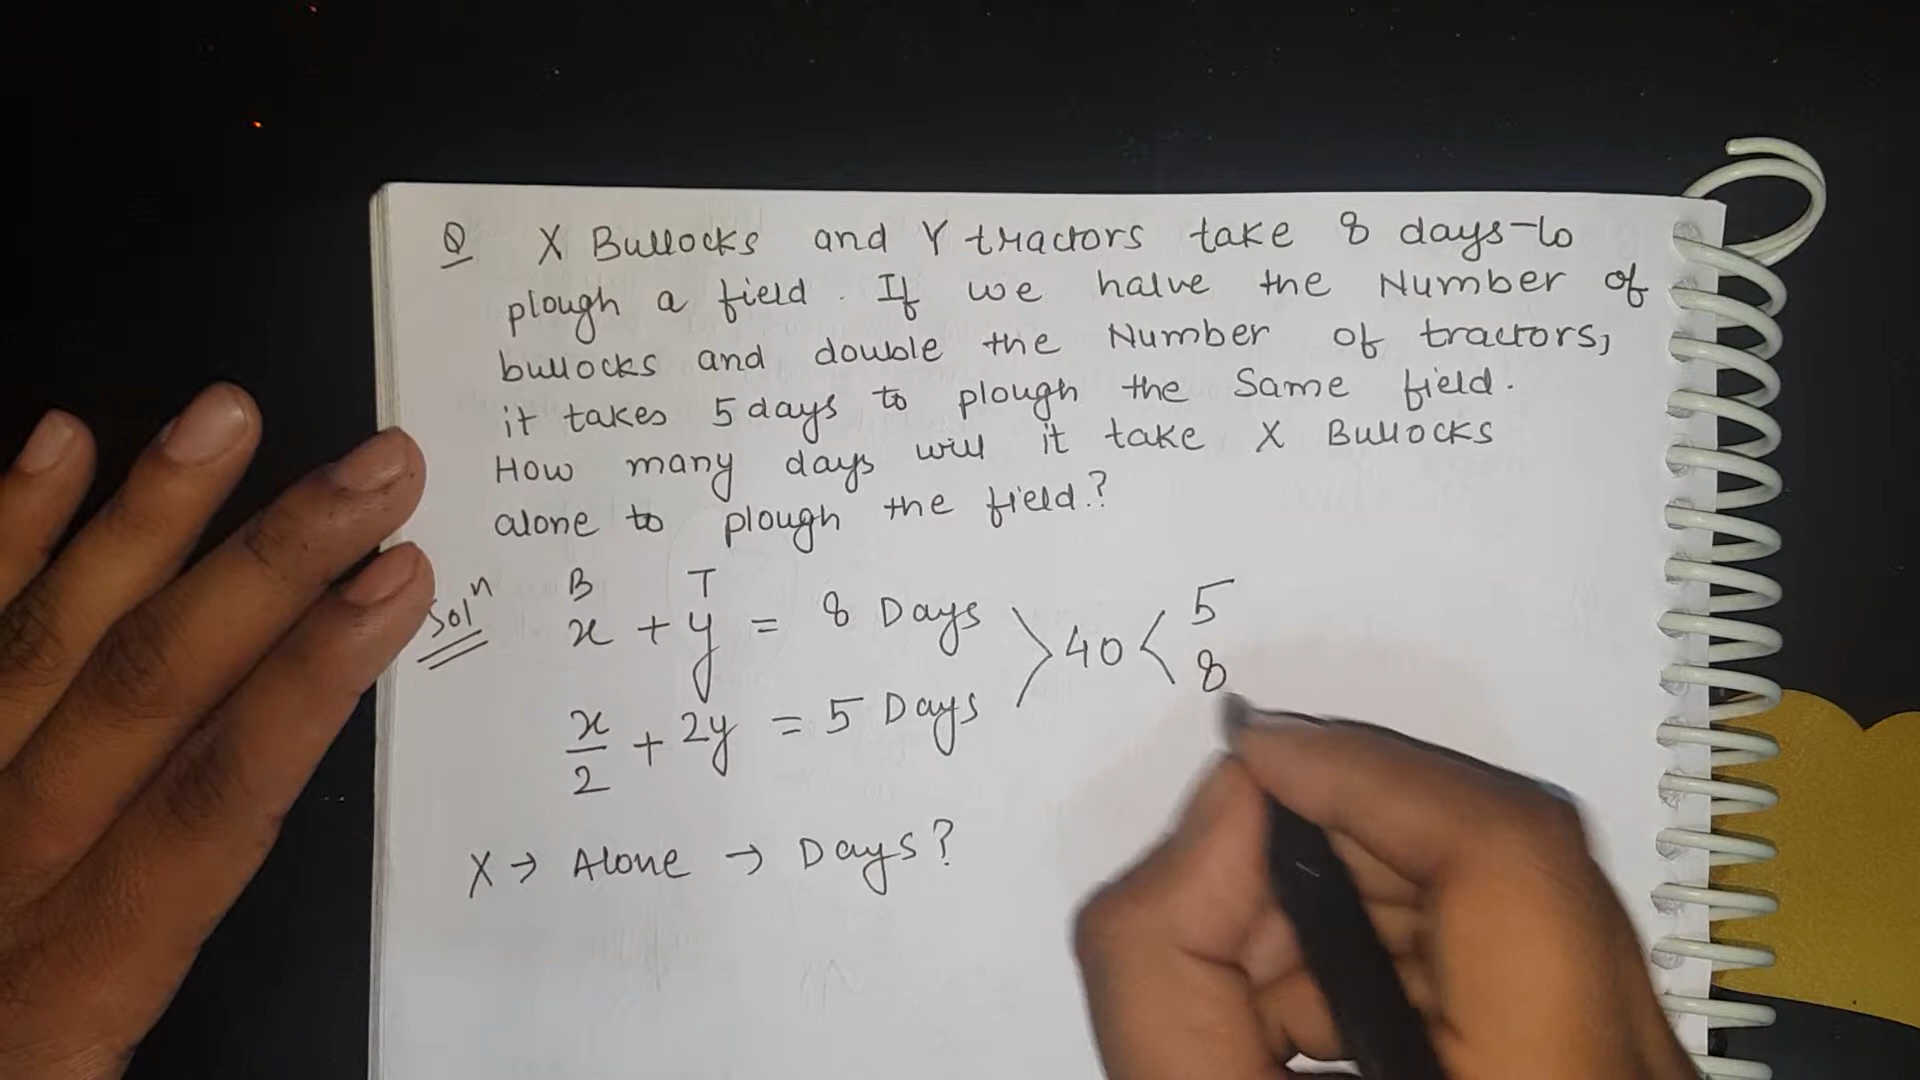 Q X Bullocks and Y tractors take 8 days to
plough a field. If we halve the Number of
bullocks and double the Number of tractors,
it takes 5 days to plough the Same field.
How many days will it take X Bullocks
alone to plough the field?
B T
Solⁿ x + y = 8 Days > 40 < 5 8
x/2 + 2y = 5 Days
X → Alone → Days?